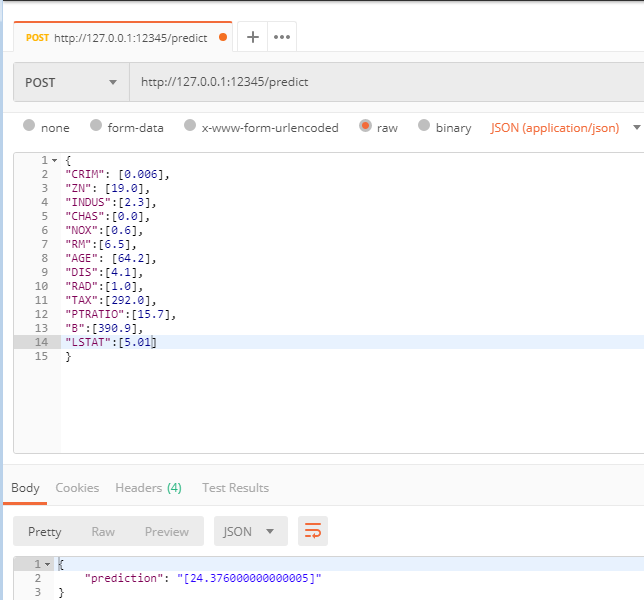 POST http://127.0.0.1:12345/predict
POST http://127.0.0.1:12345/predict
none form-data x-www-form-urlencoded raw binary JSON (application/json)
1 {
2 "CRIM": [0.006],
3 "ZN": [19.0],
4 "INDUS":[2.3],
5 "CHAS":[0.0],
6 "NOX":[0.6],
7 "RM":[6.5],
8 "AGE": [64.2],
9 "DIS":[4.1],
10 "RAD":[1.0],
11 "TAX":[292.0],
12 "PTRATIO":[15.7],
13 "B":[390.9],
14 "LSTAT":[5.01]
15 }
Body Cookies Headers (4) Test Results
Pretty Raw Preview JSON
1 {
2 "prediction": "[24.376000000000005]"
3 }